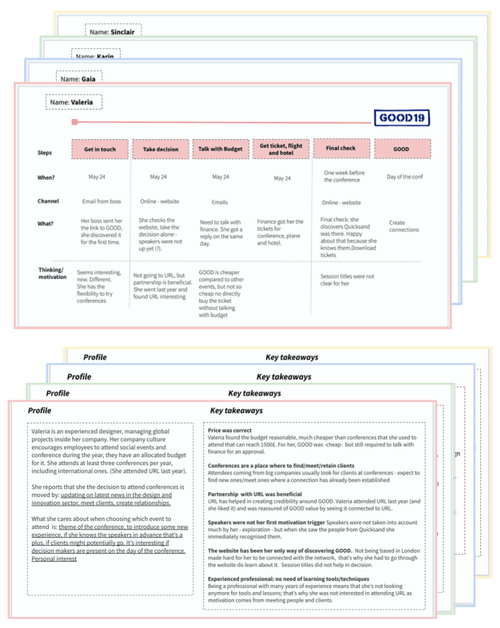 Name: Sinclair
Name: Karin
Name: Gaia
Name: Valeria
GOOD19
Steps
Get in touch
Take decision
Talk with Budget
Get ticket, flight
and hotel
Final check
GOOD
When?
May 24
May 24
May 24
May 24
One week before
the conference
Day of the conf
Channel
Email from boss
Online - website
Emails
Online - website
What?
Her boss sent her
the link to GOOD,
she discovered it
for the first time.
She checks the
website, take the
decision alone -
speakers were not
up yet (?).
Need to talk with
finance. She got a
reply on the same
day.
Finance got her the
tickets for
conference, plane
and hotel.
Final check: she
discovers Quicksand
was there. Happy
about that because she
knows them.Download
tickets
Create
connections
Thinking/
motivation
Seems interesting,
new. Different.
She has the
flexibility to try
conferences
Not going to URL, but
partnership is beneficial.
She went last year and
found URL interesting
GOOD is cheaper
compared to other
events, but not so
cheap no directly
buy the ticket
without talking
with budget
Session titles were not
clear for her
Profile
Key takeaways
Profile
Key takeaways
Profile
Key takeaways
Profile
Key takeaways
Valeria is an experienced designer, managing global
projects inside her company. Her company culture
encourages employees to attend social events and
conference during the year, they have an allocated budget
for it. She attends at least three conferences per year,
including international ones. (She attended URL last year).
She reports that she the decision to attend conferences is
moved by: updating on latest news in the design and
innovation sector, meet clients, create relationships.
What she cares about when choosing which event to
attend is: theme of the conference, to introduce some new
experience, if she knows the speakers in advance that's a
plus, if clients might potentially go. It's interesting if
decision makers are present on the day of the conference.
Personal interest
Price was correct
Valeria found the budget reasonable, much cheaper than conferences that she used to
attend that can reach 1500£. For her, GOOD was cheap- but still required to talk with
finance for an approval.
Conferences are a place where to find/meet/retain clients
Attendees coming from big companies usually look for clients at conferences - expect to
find new ones/meet ones where a connection has already been established
Partnership with URL was beneficial
URL has helped in creating credibility around GOOD. Valeria attended URL last year (and
she liked it) and was reassured of GOOD value by seeing it connected to URL.
Speakers were not her first motivation trigger Speakers were not taken into account
much by her - exploration - but when she saw the people from Quicksand she
immediately recognised them.
The website has been her only way of discovering GOOD. Not being based in London
made hard for her to be connected with the network, that's why she had to go through
the website do learn about it. Session titles did not help in decision.
Experienced professional: no need of learning tools/techniques
Being a professional with many years of experience means that she's not looking
anymore for tools and lessons; that's why she was not interested in attending URL as
motivation comes from meeting people and clients.